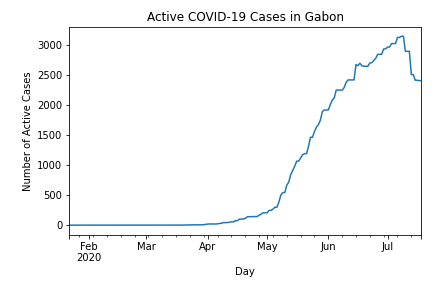 Active COVID-19 Cases in Gabon
Number of Active Cases
3000
2500
2000
1500
1000
500
0
Feb Mar Apr May Jun Jul
2020
Day